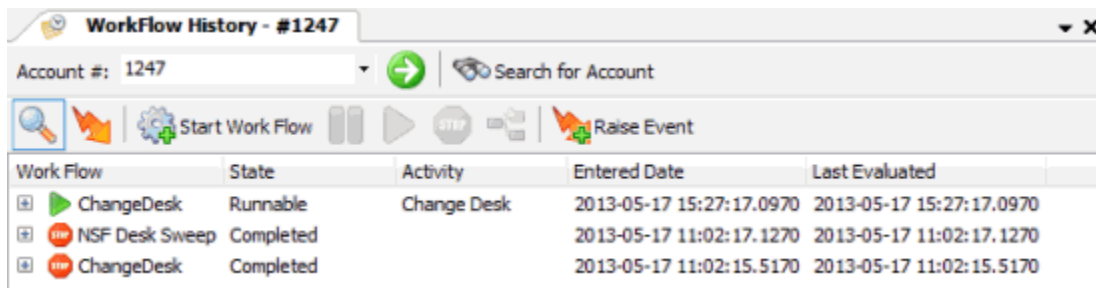 WorkFlow History - #1247
Account #: 1247 Search for Account
Start Work Flow STOP Raise Event
Work Flow State Activity Entered Date Last Evaluated
ChangeDesk Runnable Change Desk 2013-05-17 15:27:17.0970 2013-05-17 15:27:17.0970
STOP NSF Desk Sweep Completed 2013-05-17 11:02:17.1270 2013-05-17 11:02:17.1270
STOP ChangeDesk Completed 2013-05-17 11:02:15.5170 2013-05-17 11:02:15.5170